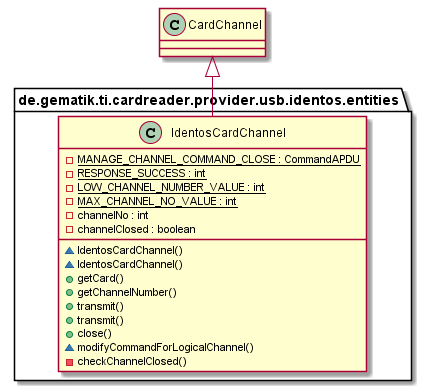 C CardChannel
de.gematik.ti.cardreader.provider.usb.identos.entities
C IdentosCardChannel
MANAGE_CHANNEL_COMMAND_CLOSE : CommandAPDU
RESPONSE_SUCCESS : int
LOW_CHANNEL_NUMBER_VALUE : int
MAX_CHANNEL_NO_VALUE : int
channelNo : int
channelClosed : boolean
IdentosCardChannel()
IdentosCardChannel()
getCard()
getChannelNumber()
transmit()
transmit()
close()
modifyCommandForLogicalChannel()
checkChannelClosed()